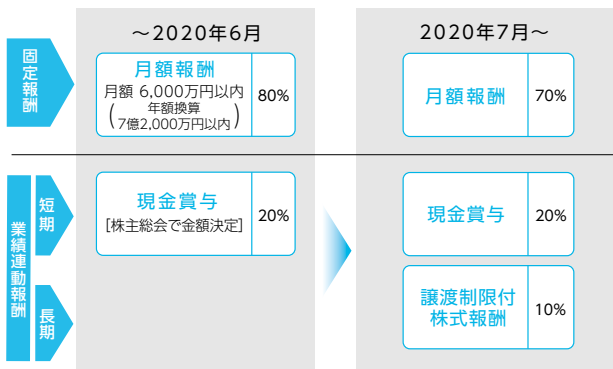 ～2020年6月
2020年7月～
固定報酬
月額報酬
月額 6,000万円以内
(年額換算
7億2,000万円以内)
80%
月額報酬
70%
業績連動報酬
短期
現金賞与
[株主総会で金額決定]
20%
現金賞与
20%
長期
譲渡制限付
株式報酬
10%